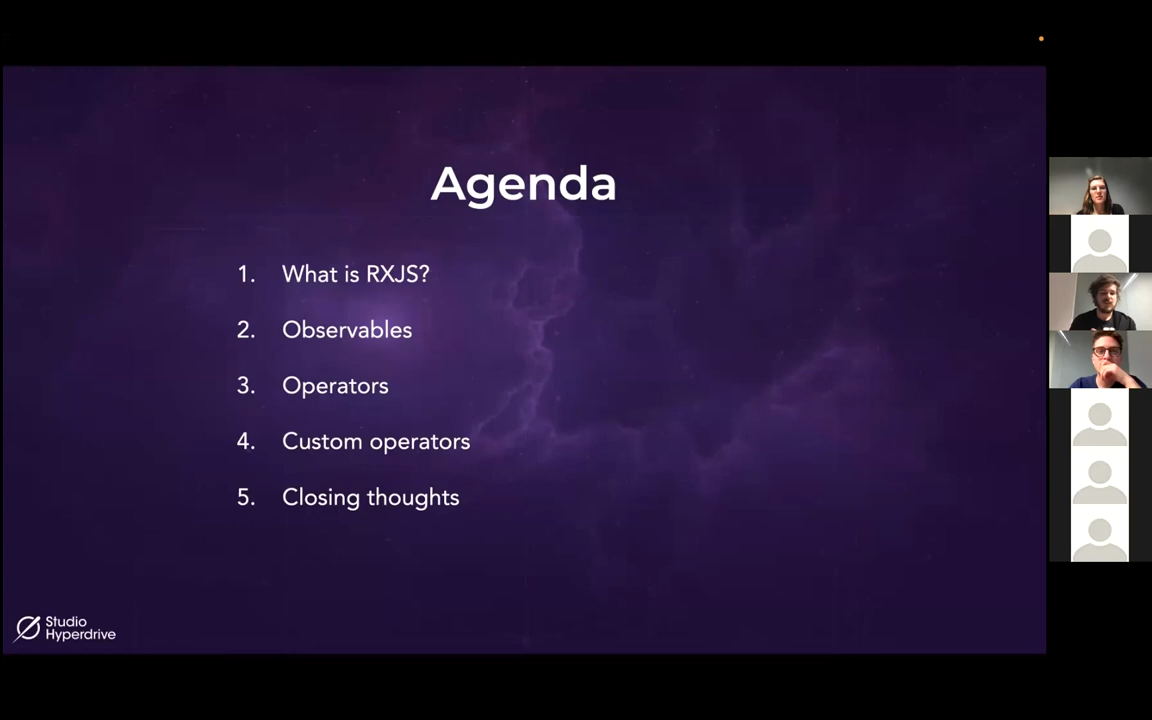 Agenda
1. What is RXJS?
2. Observables
3. Operators
4. Custom operators
5. Closing thoughts
Studio
Hyperdrive